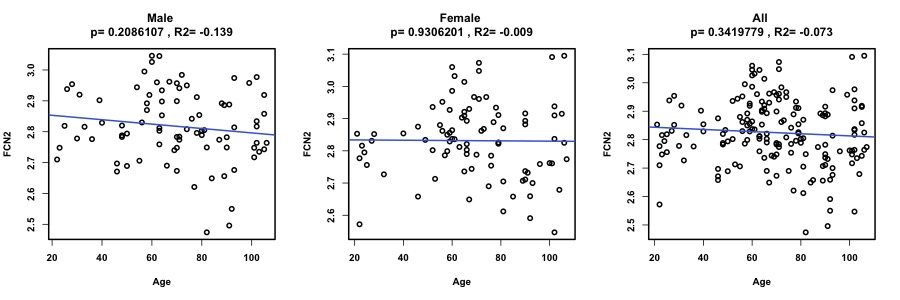 Male
p= 0.2086107 , R2= -0.139
FCN2
3.0
2.9
2.8
2.7
2.6
2.5
20 40 60 80 100
Age
Female
p= 0.9306201 , R2= -0.009
FCN2
3.1
3.0
2.9
2.8
2.7
2.6
20 40 60 80 100
Age
All
p= 0.3419779 , R2= -0.073
FCN2
3.1
3.0
2.9
2.8
2.7
2.6
2.5
20 40 60 80 100
Age